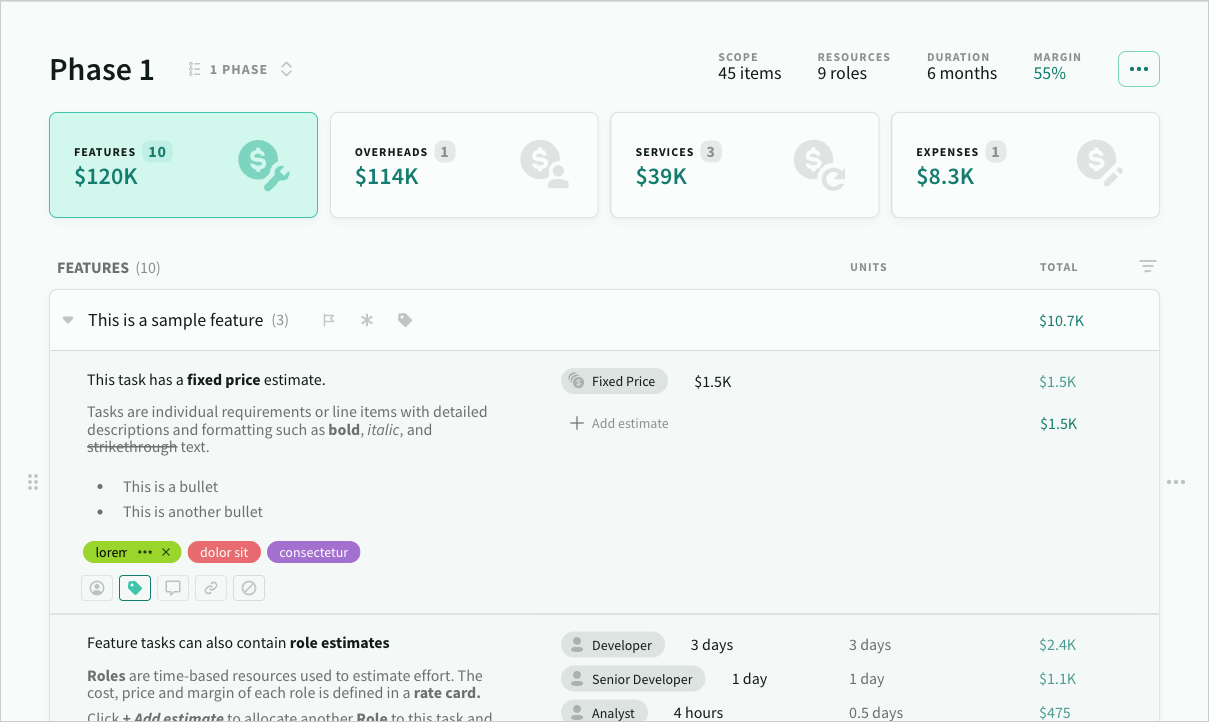 Phase 1
1 PHASE
SCOPE
45 items
RESOURCES
9 roles
DURATION
6 months
MARGIN
55%
FEATURES 10
$120K
OVERHEADS 1
$114K
SERVICES 3
$39K
EXPENSES 1
$8.3K
FEATURES (10) UNITS TOTAL
This is a sample feature (3) $10.7K
This task has a fixed price estimate. Fixed Price $1.5K $1.5K
Tasks are individual requirements or line items with detailed
descriptions and formatting such as bold, italic, and
strikethrough text.
Add estimate $1.5K
• This is a bullet
• This is another bullet
lorem dolor sit consectetur
Feature tasks can also contain role estimates Developer 3 days 3 days $2.4K
Roles are time-based resources used to estimate effort. The
cost, price and margin of each role is defined in a rate card.
Senior Developer 1 day 1 day $1.1K
Click + Add estimate to allocate another Role to this task and
Analyst 4 hours 0.5 days $475